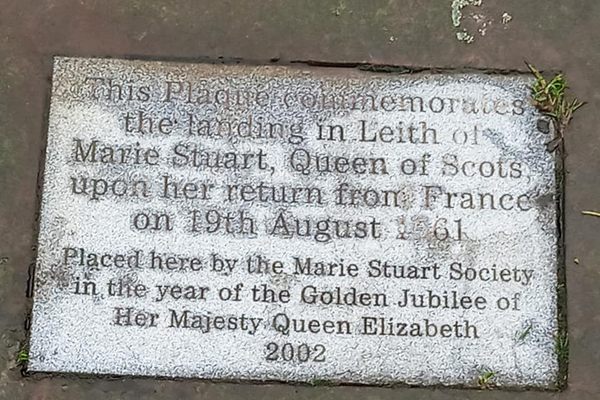 This Plaque commemorates
the landing in Leith of
Marie Stuart, Queen of Scots,
upon her return from France
on 19th August 1561
Placed here by the Marie Stuart Society
in the year of the Golden Jubilee of
Her Majesty Queen Elizabeth
2002